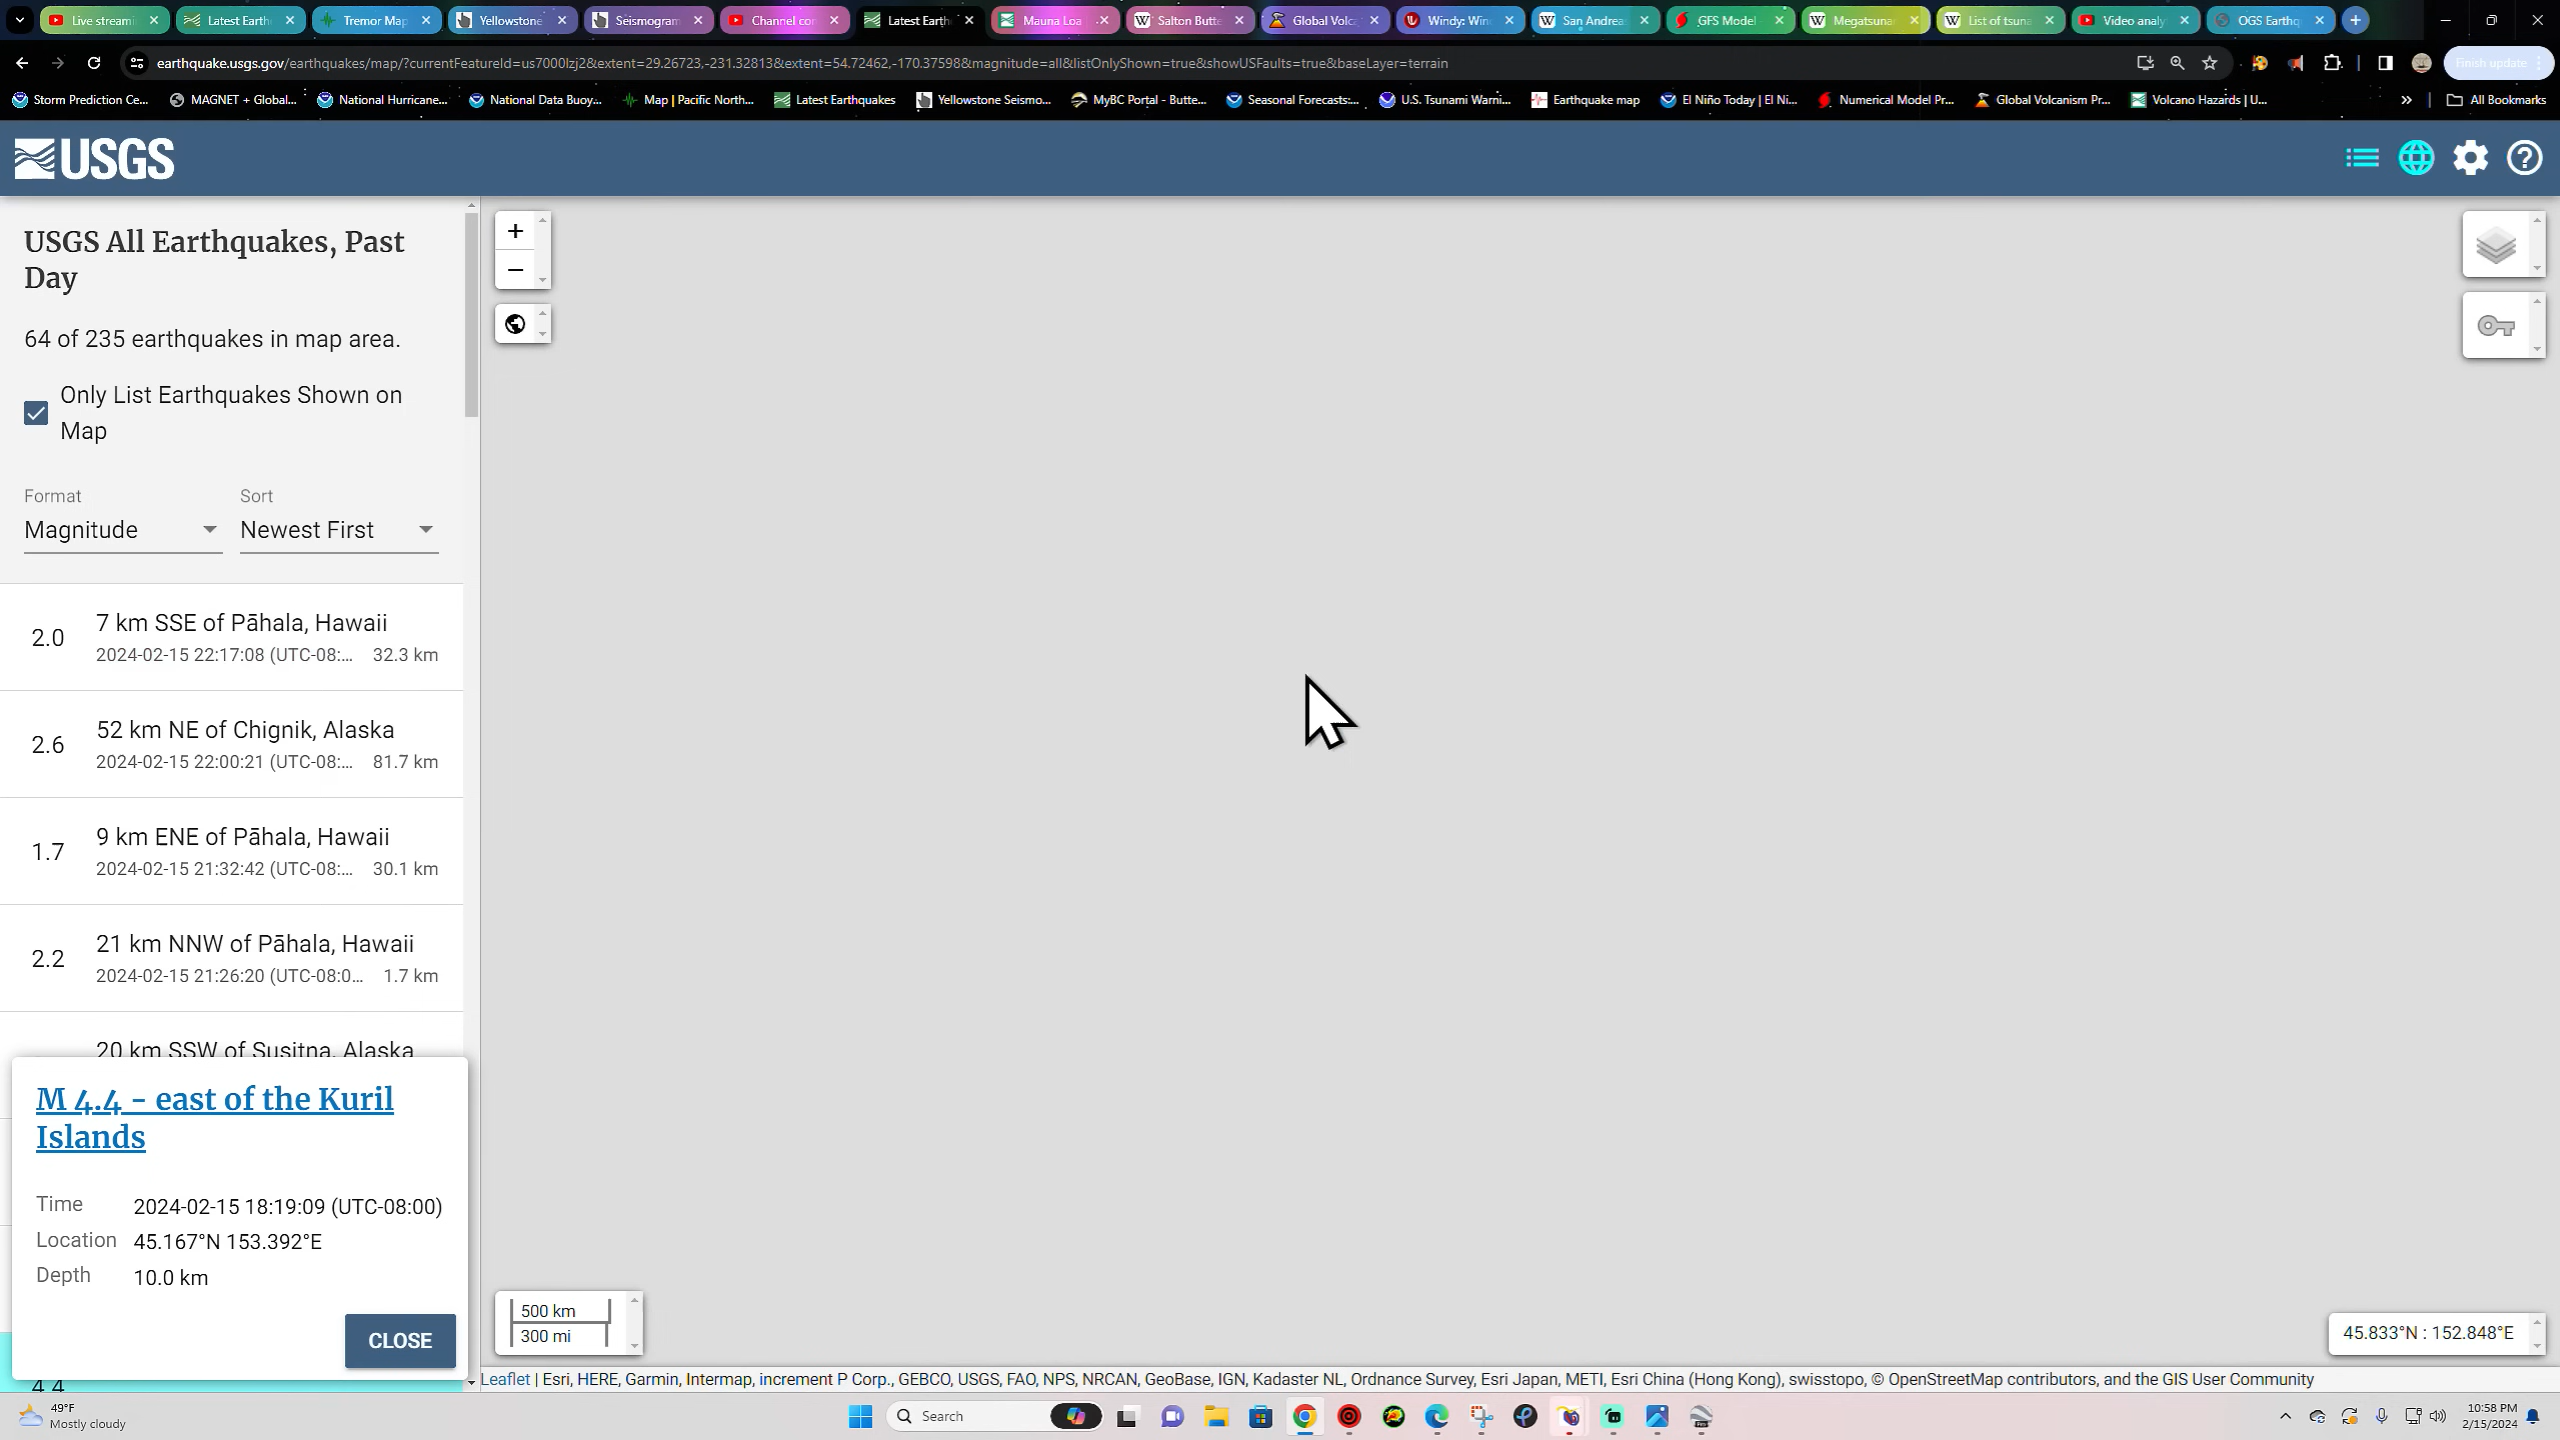 Live streami
Latest Earth
Tremor Map
Yellowstone
Seismogram
Channel con
Latest Earth
Mauna Loa
Salton Butte
Global Volca
Windy: Win
San Andrea
GFS Model
Megatsuna
List of tsuna
Video analy
OGS Earthq
earthquake.usgs.gov/earthquakes/map/?currentFeatureId=us7000lzj2&extent=29.26723,-231.32813&extent=54.72462,-170.37598&magnitude=all&listOnlyShown=true&showUSFaults=true&baseLayer=terrain
Finish update
Storm Prediction Ce...
MAGNET + Global...
National Hurricane...
National Data Buoy...
Map | Pacific North...
Latest Earthquakes
Yellowstone Seismo...
MyBC Portal - Butte...
Seasonal Forecasts:...
U.S. Tsunami Warni...
Earthquake map
El Niño Today | El Ni...
Numerical Model Pr...
Global Volcanism Pr...
Volcano Hazards | U...
All Bookmarks
USGS
USGS All Earthquakes, Past
Day
64 of 235 earthquakes in map area.
Only List Earthquakes Shown on
Map
Format
Sort
Magnitude
Newest First
2.0
7 km SSE of Pāhala, Hawaii
2024-02-15 22:17:08 (UTC-08:... 32.3 km
2.6
52 km NE of Chignik, Alaska
2024-02-15 22:00:21 (UTC-08:... 81.7 km
1.7
9 km ENE of Pāhala, Hawaii
2024-02-15 21:32:42 (UTC-08:... 30.1 km
2.2
21 km NNW of Pāhala, Hawaii
2024-02-15 21:26:20 (UTC-08:0... 1.7 km
20 km SSW of Susitna, Alaska
M 4.4 - east of the Kuril
Islands
Time 2024-02-15 18:19:09 (UTC-08:00)
Location 45.167°N 153.392°E
Depth 10.0 km
CLOSE
4.4
500 km
300 mi
45.833°N : 152.848°E
Leaflet | Esri, HERE, Garmin, Intermap, increment P Corp., GEBCO, USGS, FAO, NPS, NRCAN, GeoBase, IGN, Kadaster NL, Ordnance Survey, Esri Japan, METI, Esri China (Hong Kong), swisstopo, © OpenStreetMap contributors, and the GIS User Community
49°F
Mostly cloudy
Search
10:58 PM
2/15/2024